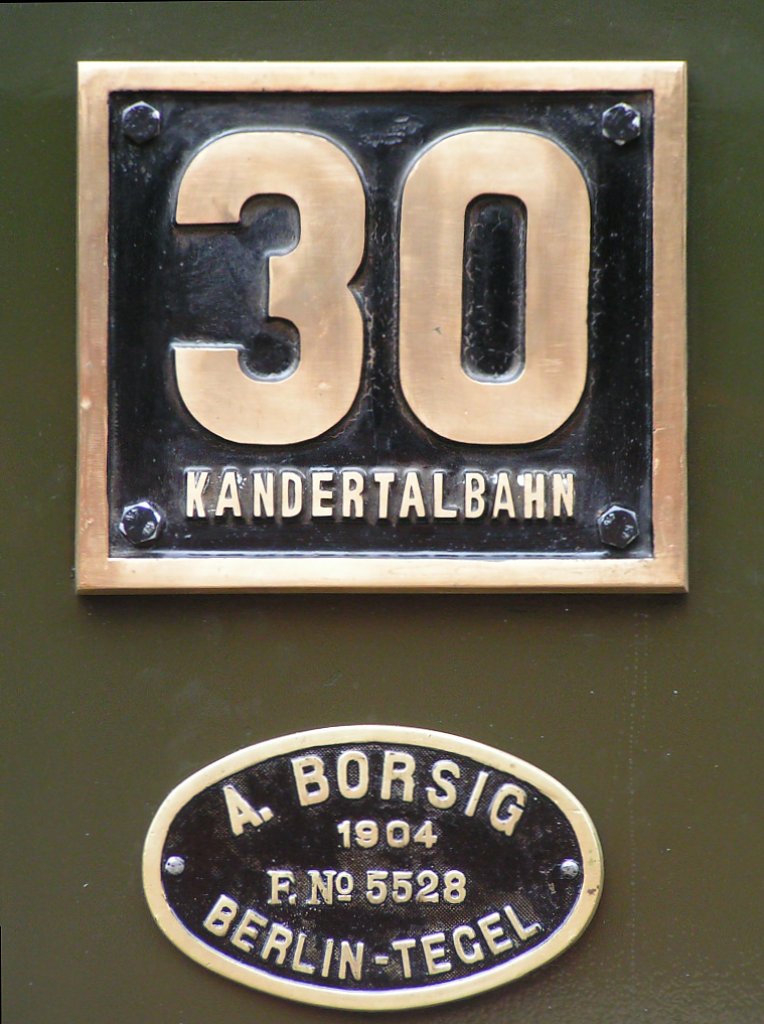 30
KANDERTALBAHN
A. BORSIG
1904
F. No 5528
BERLIN-TEGEL